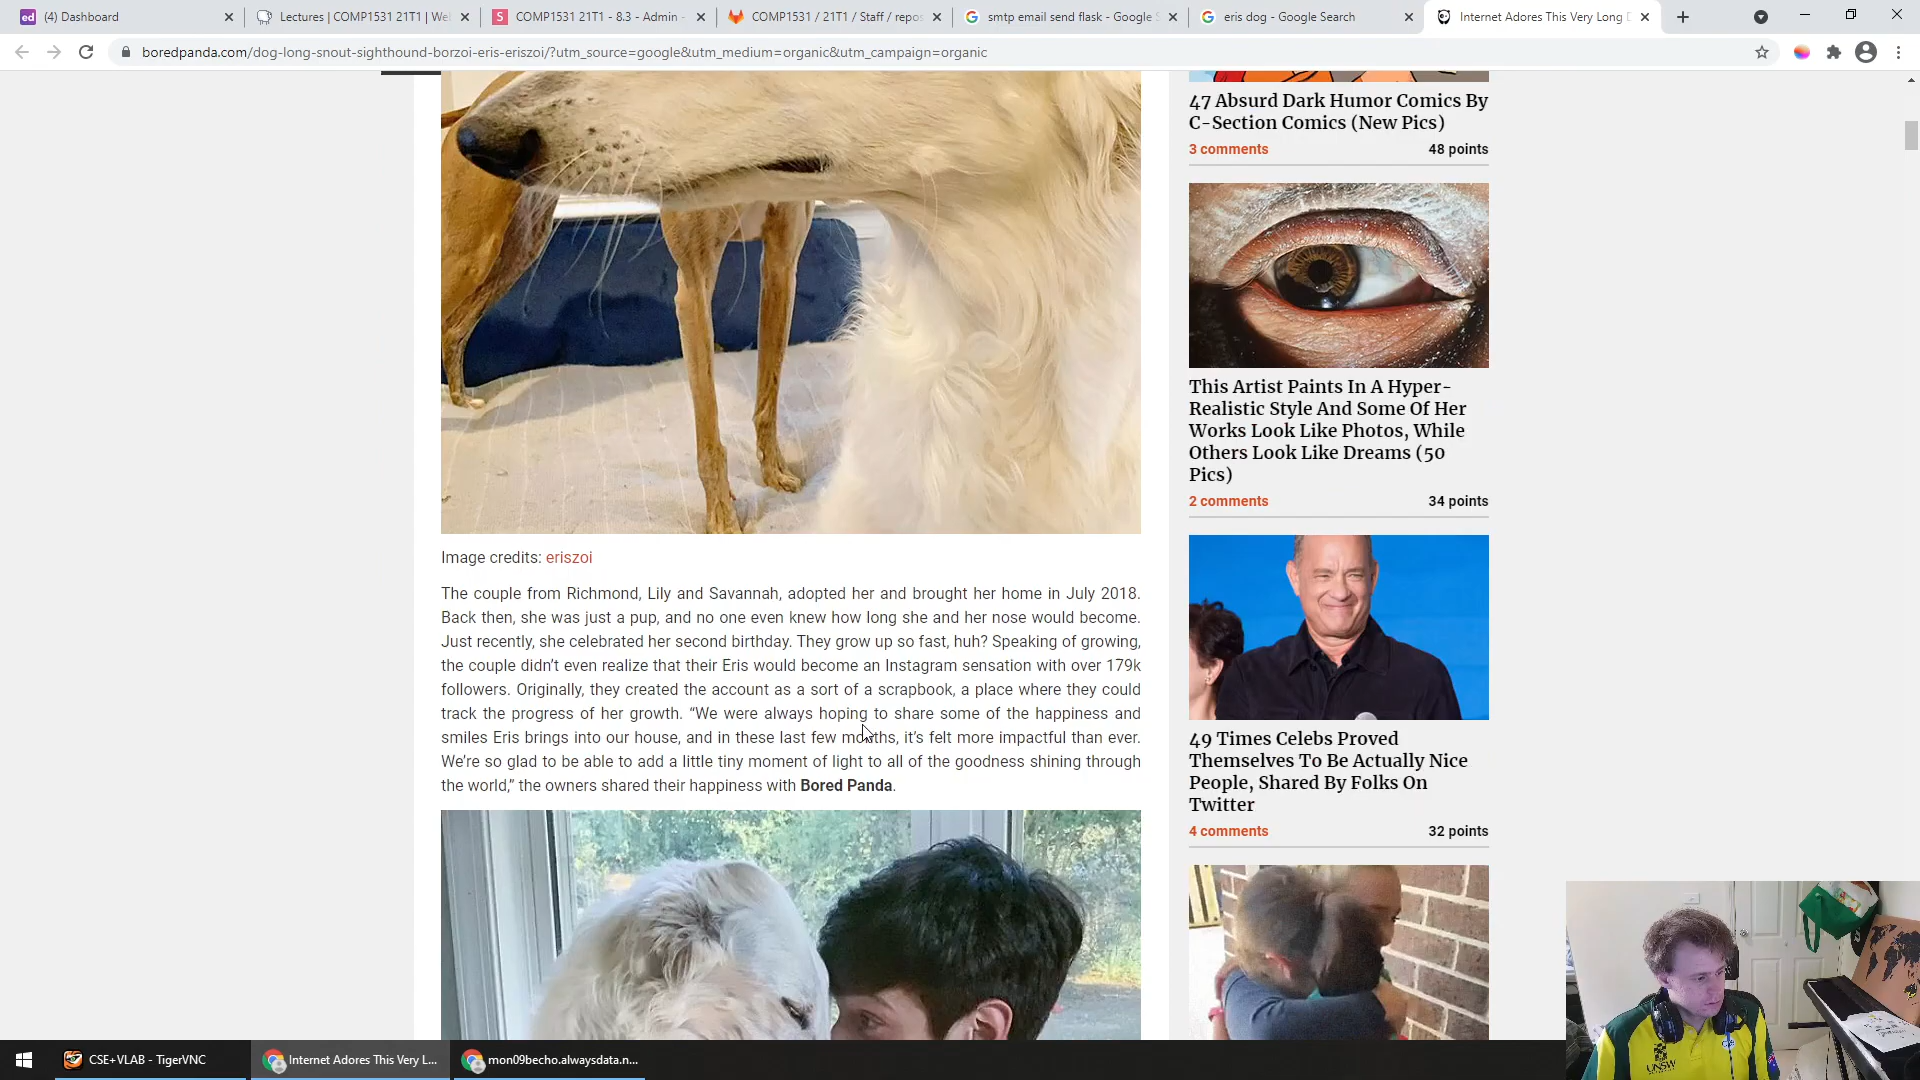 (4) Dashboard
Lectures | COMP1531 21T1 | We
COMP1531 21T1 - 8.3 - Admin -
COMP1531 / 21T1 / Staff / repos
smtp email send flask - Google S
eris dog - Google Search
Internet Adores This Very Long D
boredpanda.com/dog-long-snout-sighthound-borzoi-eris-eriszoi/?utm_source=google&utm_medium=organic&utm_campaign=organic
Image credits: eriszoi
The couple from Richmond, Lily and Savannah, adopted her and brought her home in July 2018.
Back then, she was just a pup, and no one even knew how long she and her nose would become.
Just recently, she celebrated her second birthday. They grow up so fast, huh? Speaking of growing,
the couple didn’t even realize that their Eris would become an Instagram sensation with over 179k
followers. Originally, they created the account as a sort of a scrapbook, a place where they could
track the progress of her growth. “We were always hoping to share some of the happiness and
smiles Eris brings into our house, and in these last few months, it’s felt more impactful than ever.
We’re so glad to be able to add a little tiny moment of light to all of the goodness shining through
the world,” the owners shared their happiness with Bored Panda.
47 Absurd Dark Humor Comics By
C-Section Comics (New Pics)
3 comments 48 points
This Artist Paints In A Hyper-
Realistic Style And Some Of Her
Works Look Like Photos, While
Others Look Like Dreams (50
Pics)
2 comments 34 points
49 Times Celebs Proved
Themselves To Be Actually Nice
People, Shared By Folks On
Twitter
4 comments 32 points
UNSW
CSE+VLAB - TigerVNC
Internet Adores This Very L...
mon09becho.alwaysdata.n...